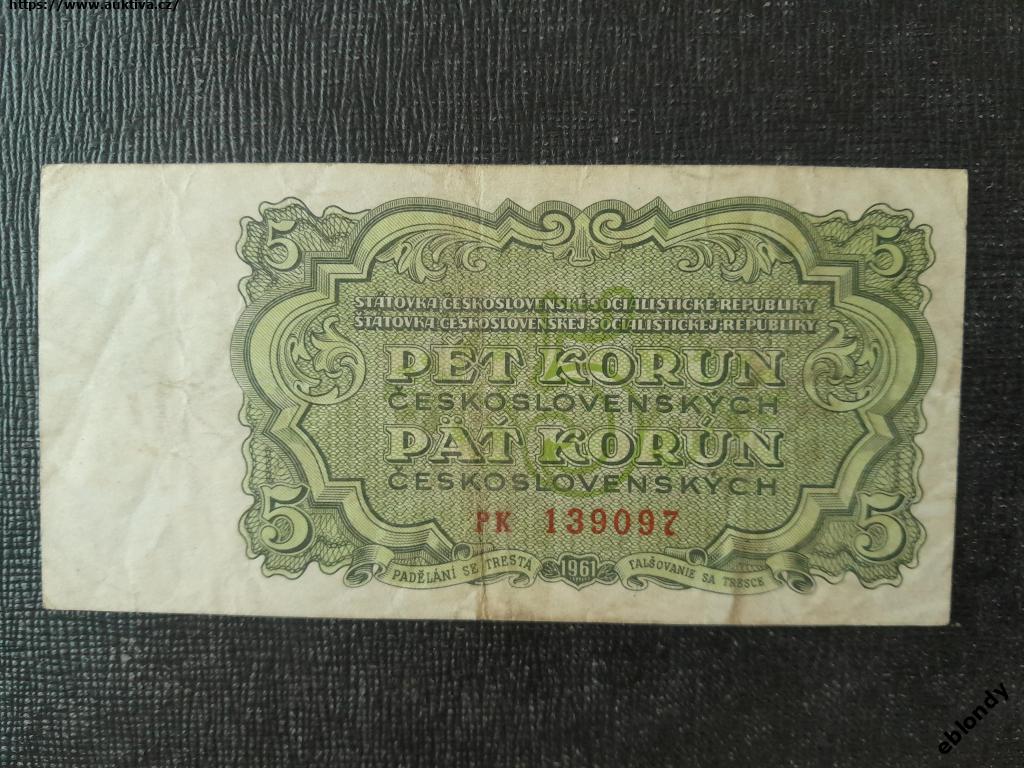 https://www.auktiva.cz/
5 5
STÁTOVKA ČESKOSLOVENSKÉ SOCIALISTICKÉ REPUBLIKY
ŠTÁTOVKA ČESKOSLOVENSKEJ SOCIALISTICKEJ REPUBLIKY
PĚT KORUN
ČESKOSLOVENSKÝCH
PÄŤ KORÚN
ČESKOSLOVENSKÝCH
5 5
PK 139097
PADĚLÁNÍ SE TRESTÁ 1961 FALŠOVANIE SA TRESCE
eblondy